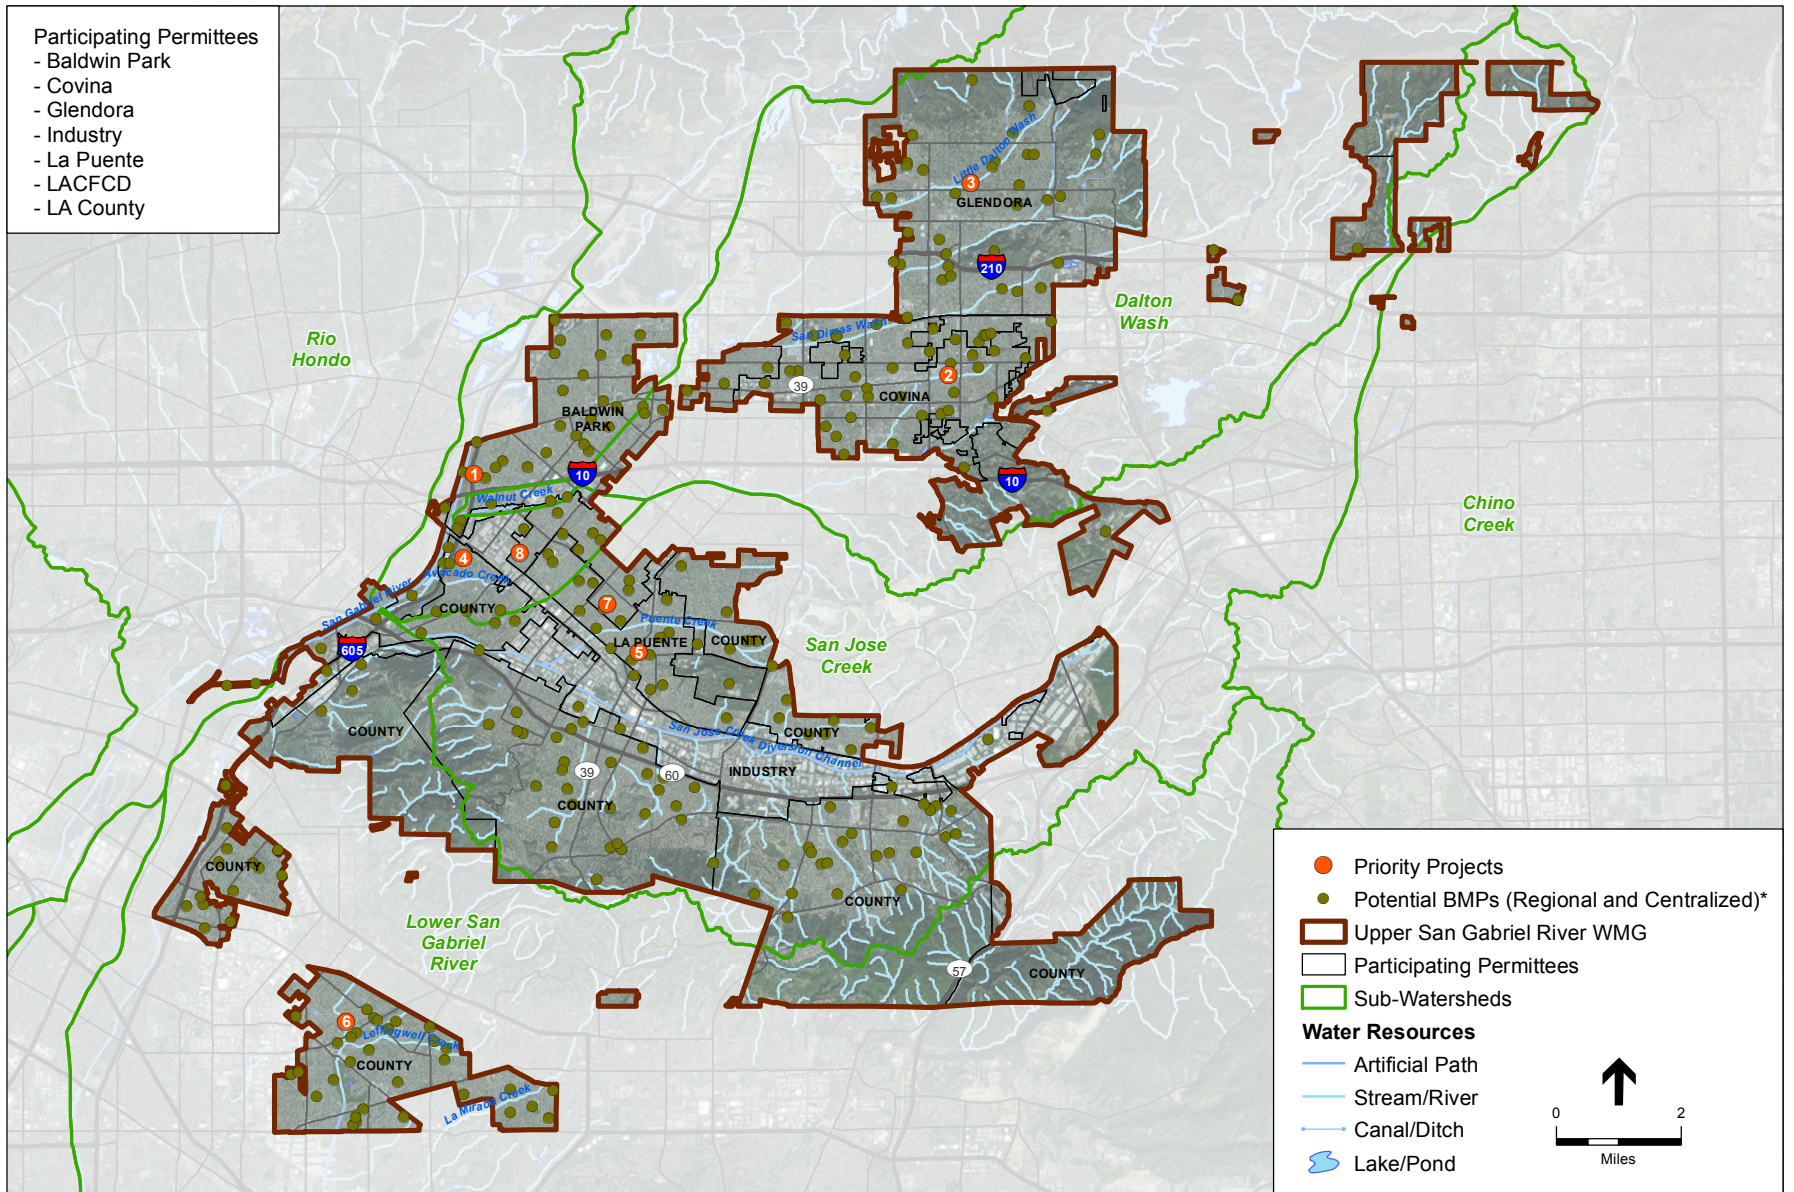 Participating Permittees
- Baldwin Park
- Covina
- Glendora
- Industry
- La Puente
- LACFCD
- LA County
Little Dalton Wash
3
GLENDORA
210
Dalton
Wash
Rio
Hondo
San Dimas Wash
39
2
COVINA
BALDWIN
PARK
1
10
Walnut Creek
10
Chino
Creek
4
8
Avocado Creek
San Gabriel River
COUNTY
7
Puente Creek
LA PUENTE
COUNTY
5
605
San Jose
Creek
COUNTY
San Jose Creek Diversion Channel
COUNTY
INDUSTRY
39
60
COUNTY
COUNTY
COUNTY
Lower San
Gabriel
River
57
COUNTY
6
Leffingwell Creek
COUNTY
La Mirada Creek
Priority Projects
Potential BMPs (Regional and Centralized)*
Upper San Gabriel River WMG
Participating Permittees
Sub-Watersheds
Water Resources
Artificial Path
Stream/River
Canal/Ditch
Lake/Pond
0 2
Miles